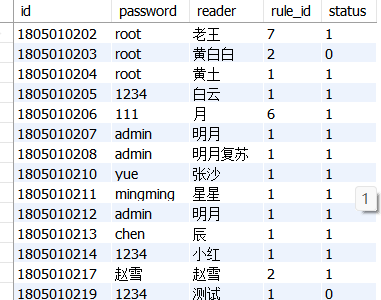 id password reader rule_id status
1805010202 root 老王 7 1
1805010203 root 黄白白 2 0
1805010204 root 黄土 1 1
1805010205 1234 白云 1 1
1805010206 111 月 6 1
1805010207 admin 明月 1 1
1805010208 admin 明月复苏 1 1
1805010210 yue 张沙 1 1
1805010211 mingming 星星 1 1
1
1805010212 admin 明月 1 1
1805010213 chen 辰 1 1
1805010214 1234 小红 1 1
1805010217 赵雪 赵雪 2 1
1805010219 1234 测试 1 0